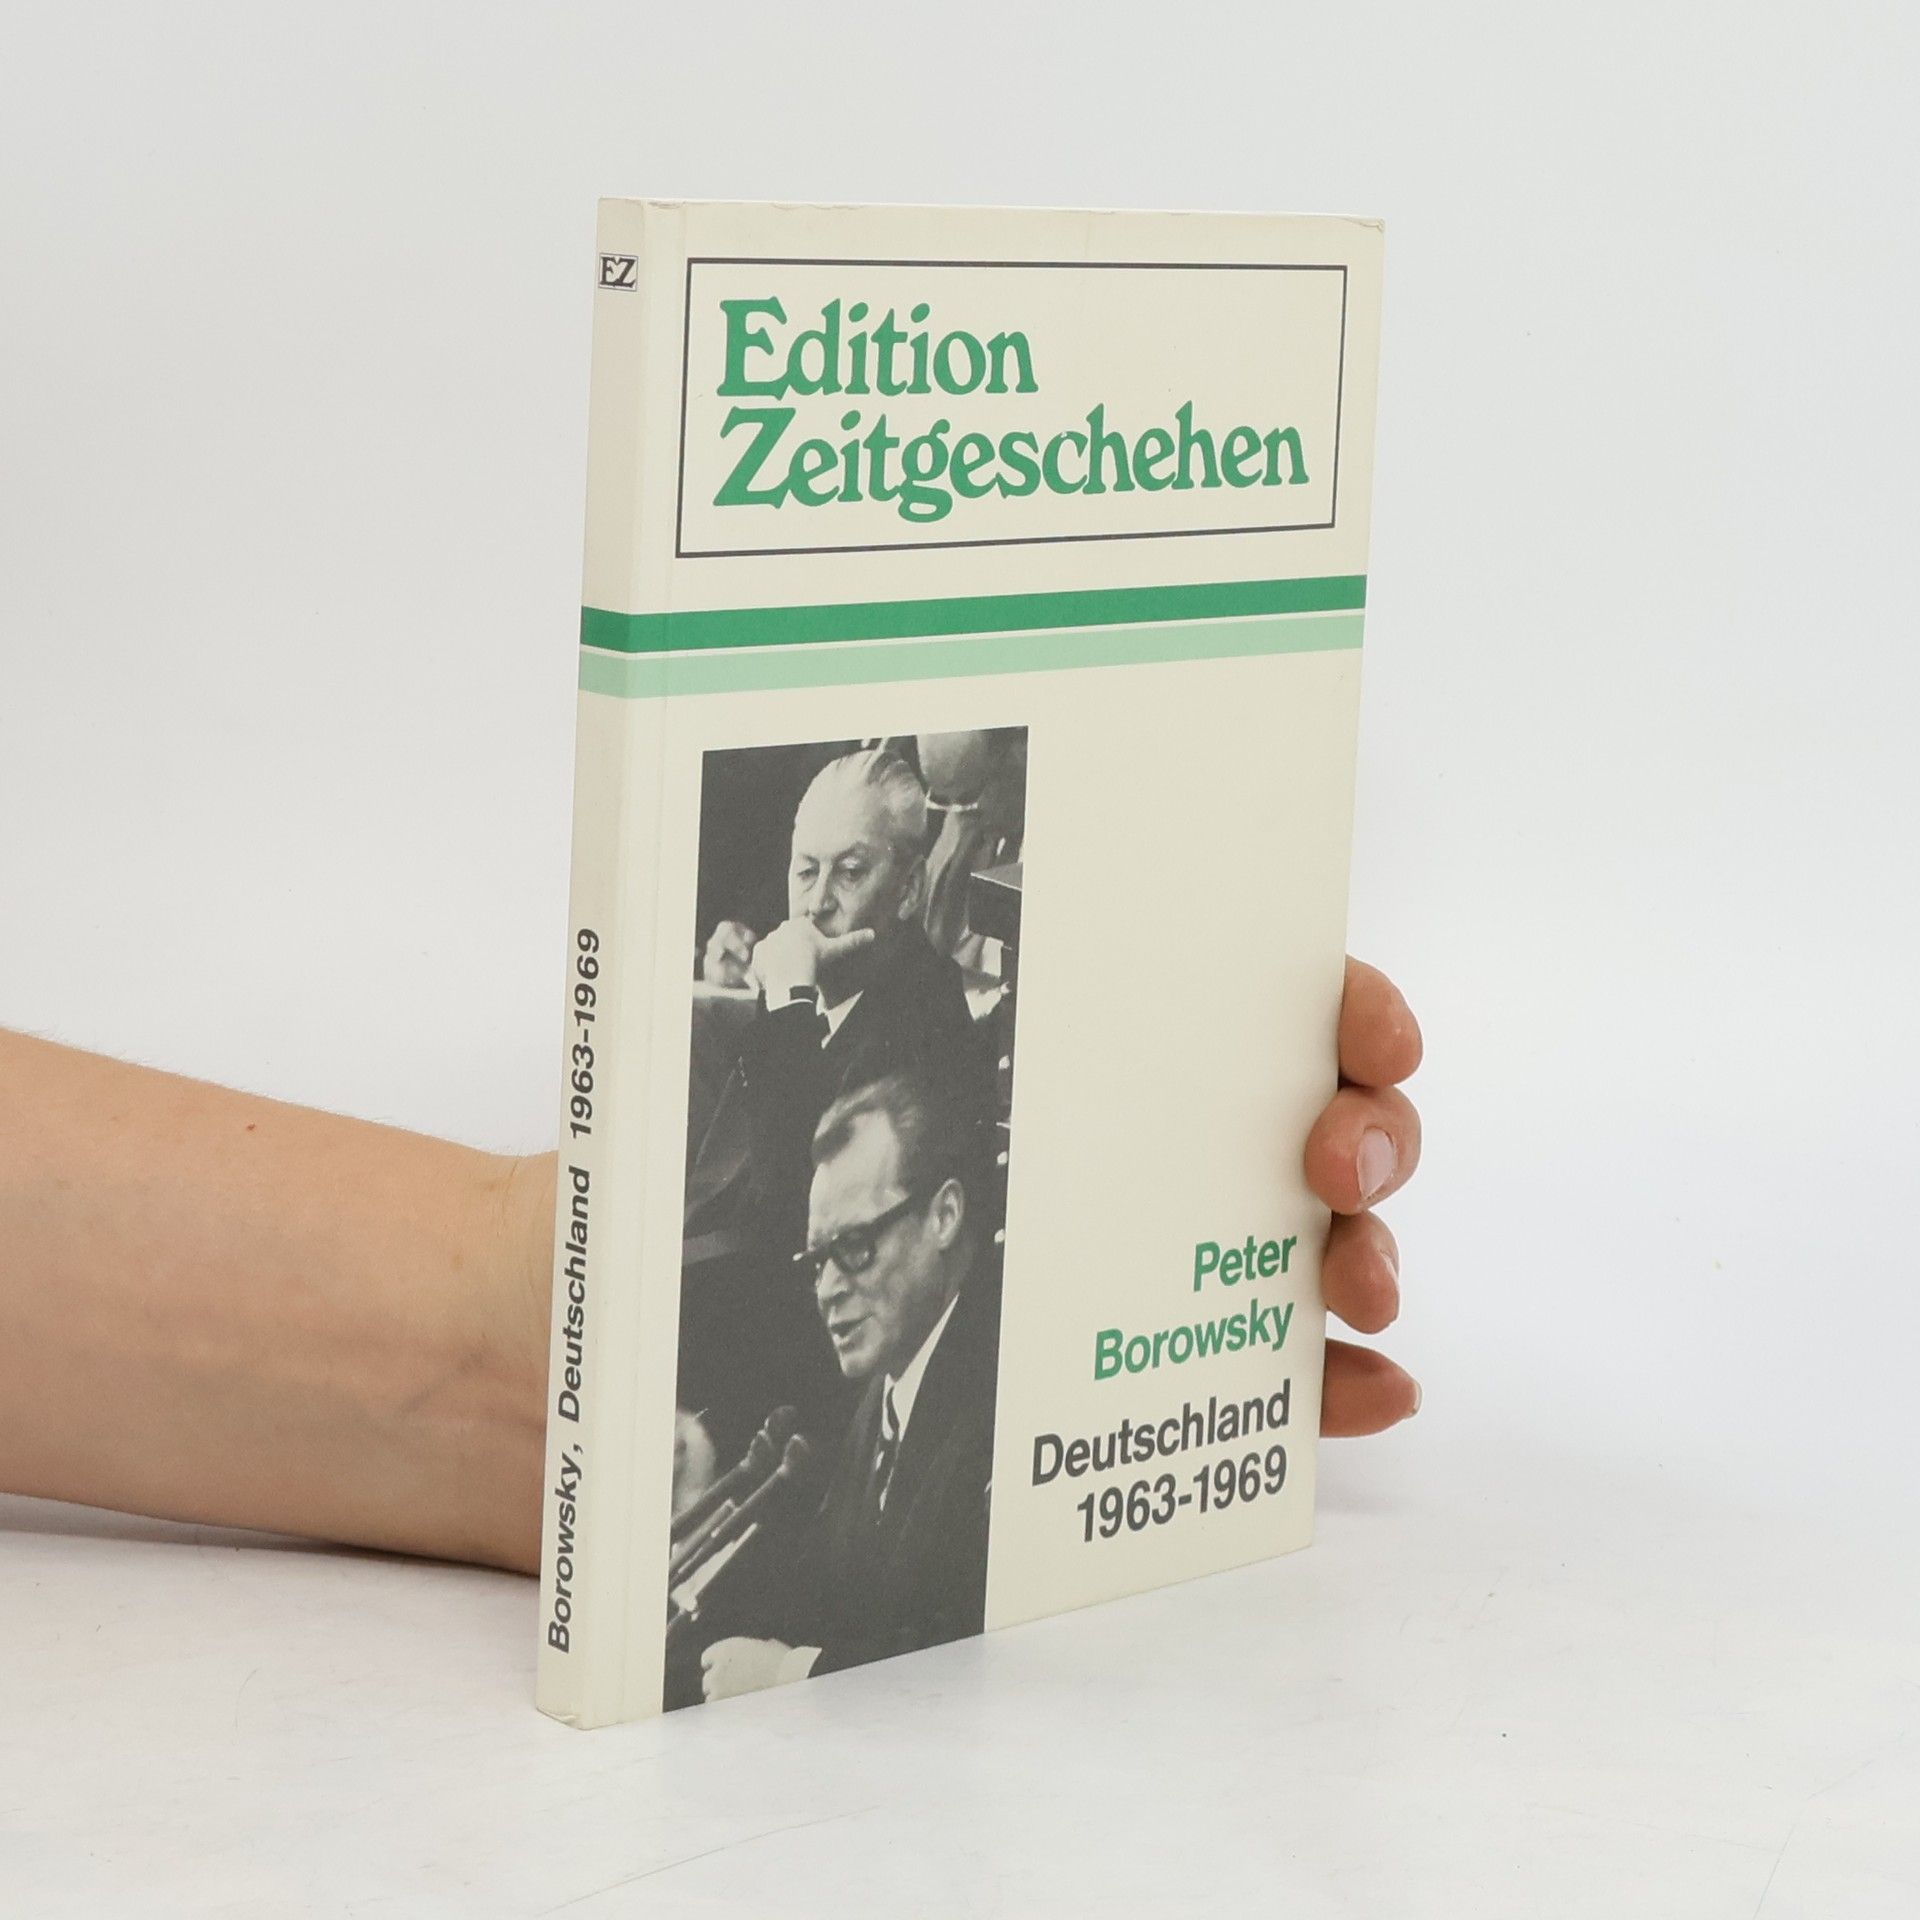 EZ
Edition
Zeitgeschehen
Peter
Borowsky
Deutschland
1963-1969
Borowsky, Deutschland 1963-1969